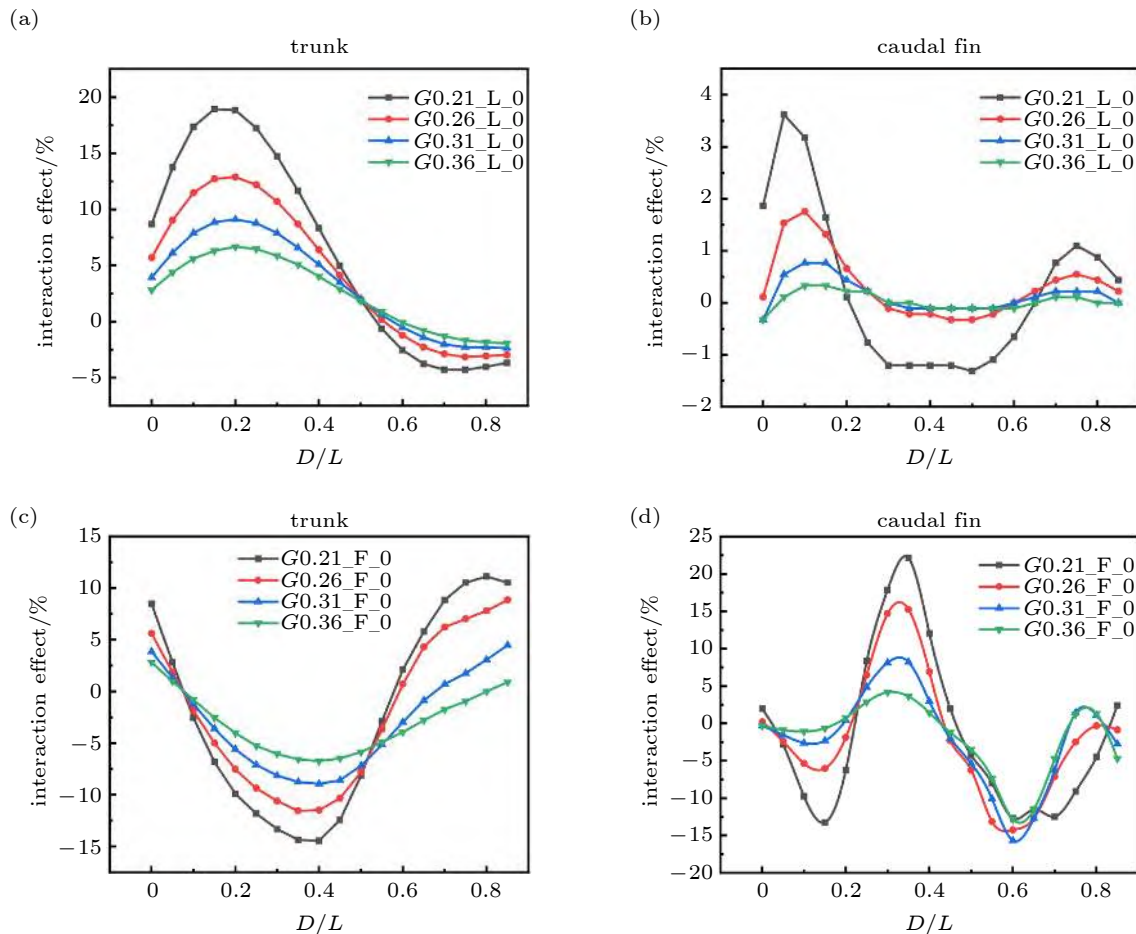 (a)
trunk
20
15
10
5
0
−5
interaction effect/%
G0.21_L_0
G0.26_L_0
G0.31_L_0
G0.36_L_0
0 0.2 0.4 0.6 0.8
D/L
(b)
caudal fin
4
3
2
1
0
−1
−2
interaction effect/%
G0.21_L_0
G0.26_L_0
G0.31_L_0
G0.36_L_0
0 0.2 0.4 0.6 0.8
D/L
(c)
trunk
15
10
5
0
−5
−10
−15
interaction effect/%
G0.21_F_0
G0.26_F_0
G0.31_F_0
G0.36_F_0
0 0.2 0.4 0.6 0.8
D/L
(d)
caudal fin
25
20
15
10
5
0
−5
−10
−15
−20
interaction effect/%
G0.21_F_0
G0.26_F_0
G0.31_F_0
G0.36_F_0
0 0.2 0.4 0.6 0.8
D/L